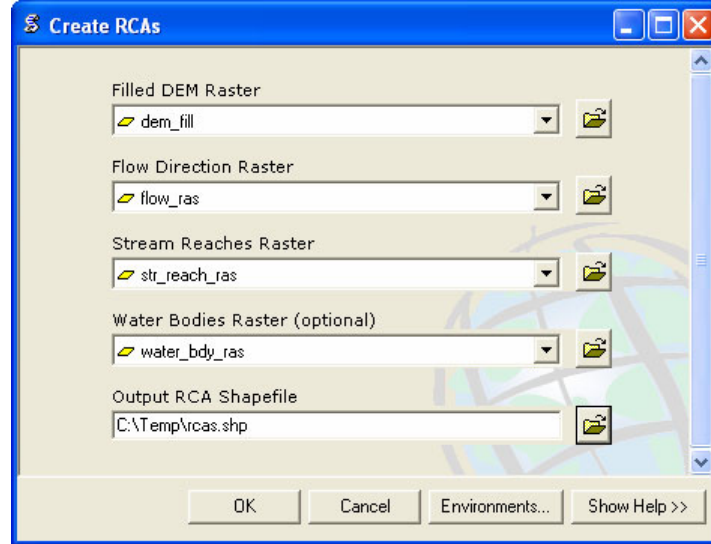 Create RCAs
Filled DEM Raster
dem_fill
Flow Direction Raster
flow_ras
Stream Reaches Raster
str_reach_ras
Water Bodies Raster (optional)
water_bdy_ras
Output RCA Shapefile
C:\Temp\rcas.shp
OK Cancel Environments... Show Help >>